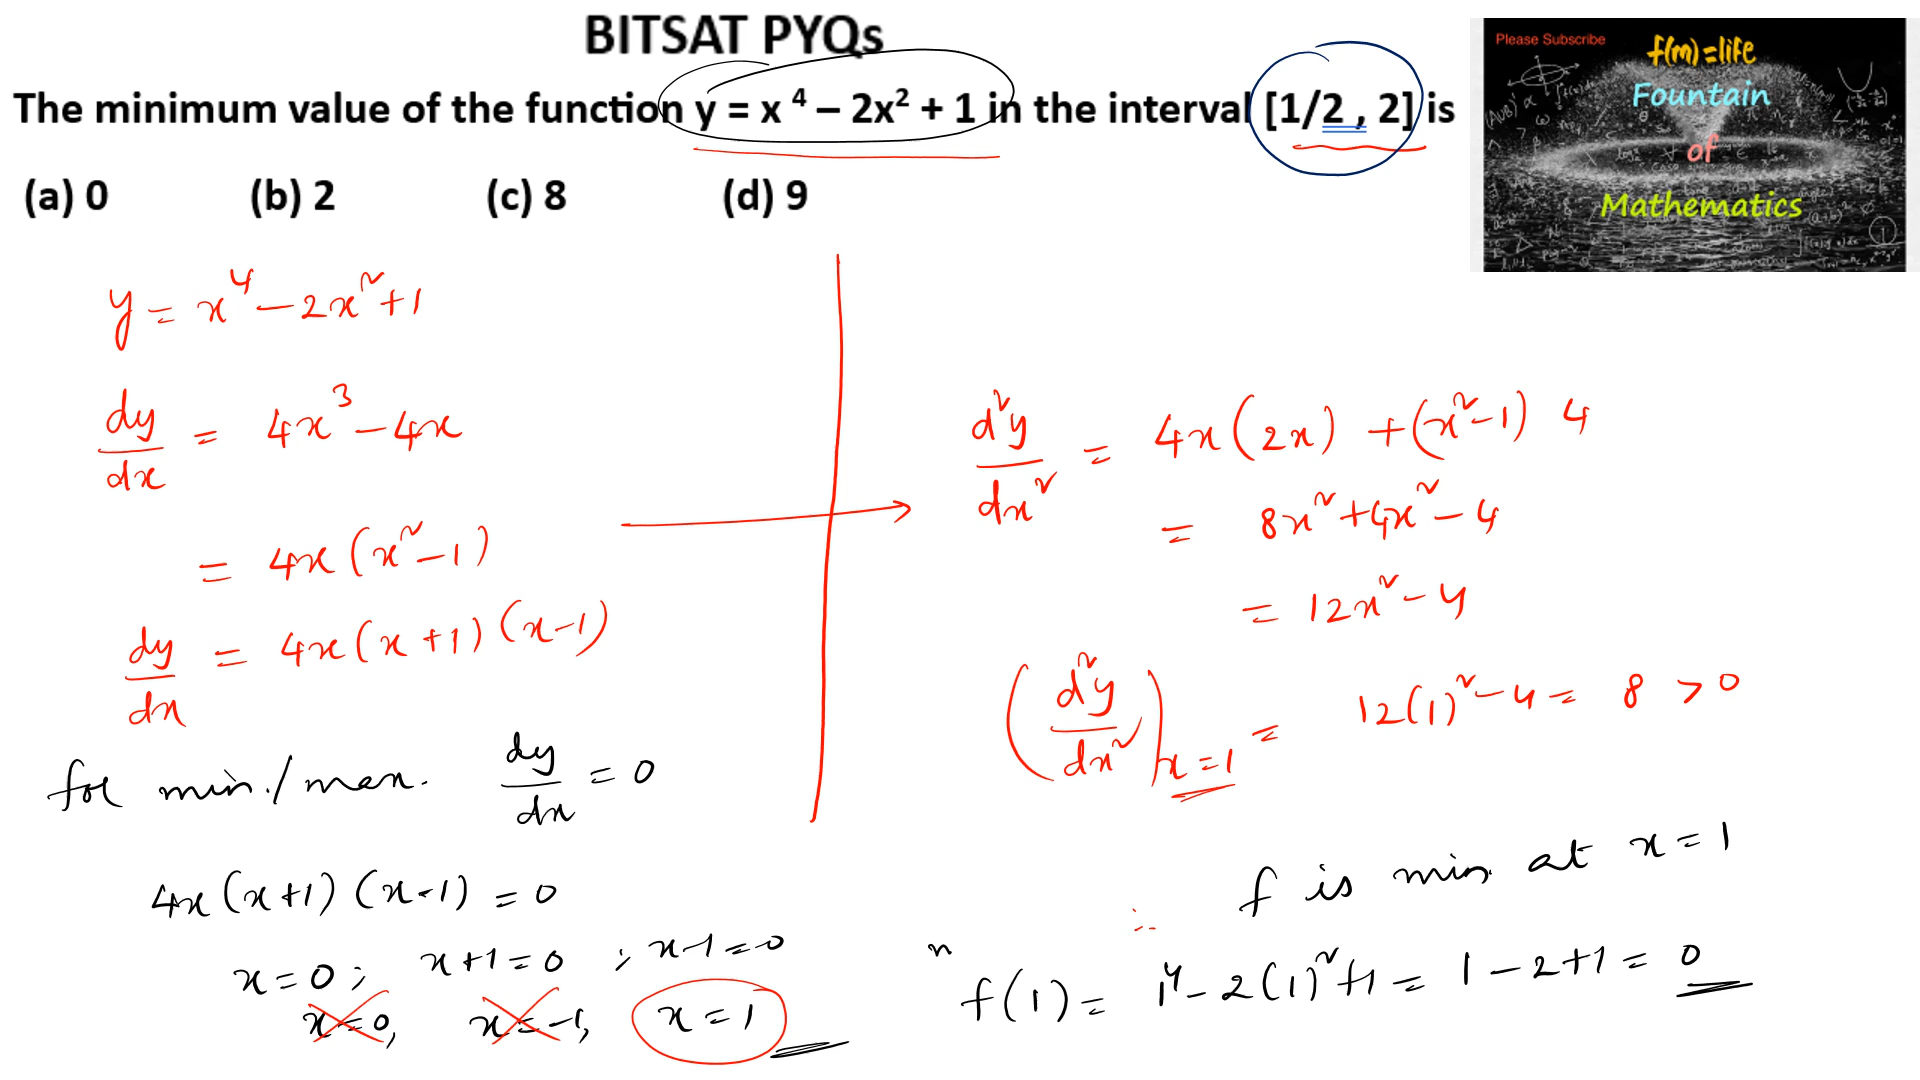 BITSAT PYQs
The minimum value of the function y = x⁴ – 2x² + 1 in the interval [1/2 , 2] is
(a) 0 (b) 2 (c) 8 (d) 9
Please Subscribe
f(m)=life
Fountain
of
Mathematics
y = x⁴ – 2x² + 1
dy/dx = 4x³ – 4x
= 4x(x² – 1)
dy/dx = 4x(x+1)(x–1)
for min./max. dy/dx = 0
4x(x+1)(x-1) = 0
x = 0; x+1 = 0 ; x-1 = 0
x = 0, x = -1, x = 1
d²y/dx² = 4x(2x) + (x²-1) 4
= 8x² + 4x² – 4
= 12x² – 4
(d²y/dx²)x=1 = 12(1)² – 4 = 8 > 0
∴ f is min at x = 1
n
f(1) = 1⁴ – 2(1)² + 1 = 1 – 2 + 1 = 0